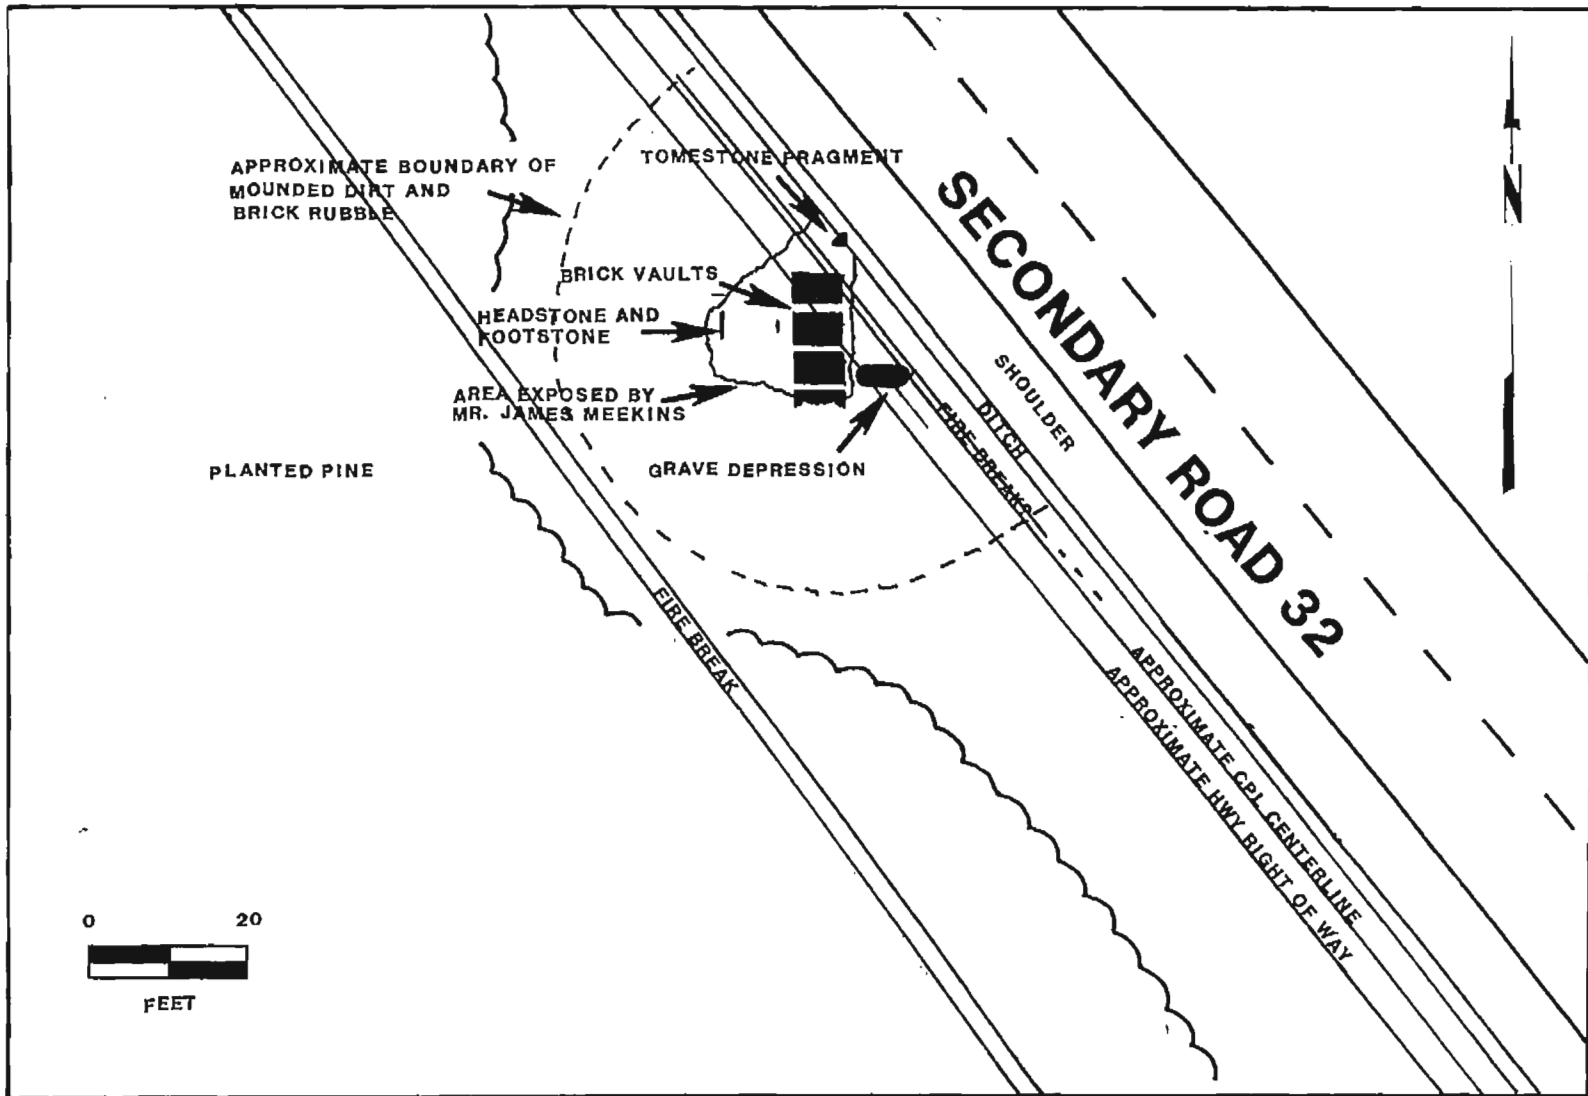 APPROXIMATE BOUNDARY OF
MOUNDED DIRT AND
BRICK RUBBLE
TOMESTONE FRAGMENT
N
BRICK VAULTS
HEADSTONE AND
FOOTSTONE
AREA EXPOSED BY
MR. JAMES MEEKINS
GRAVE DEPRESSION
PLANTED PINE
SECONDARY ROAD 32
SHOULDER
DITCH
FIRE BREAKS
FIRE BREAK
APPROXIMATE CPL CENTERLINE
APPROXIMATE HWY RIGHT OF WAY
0 20
FEET